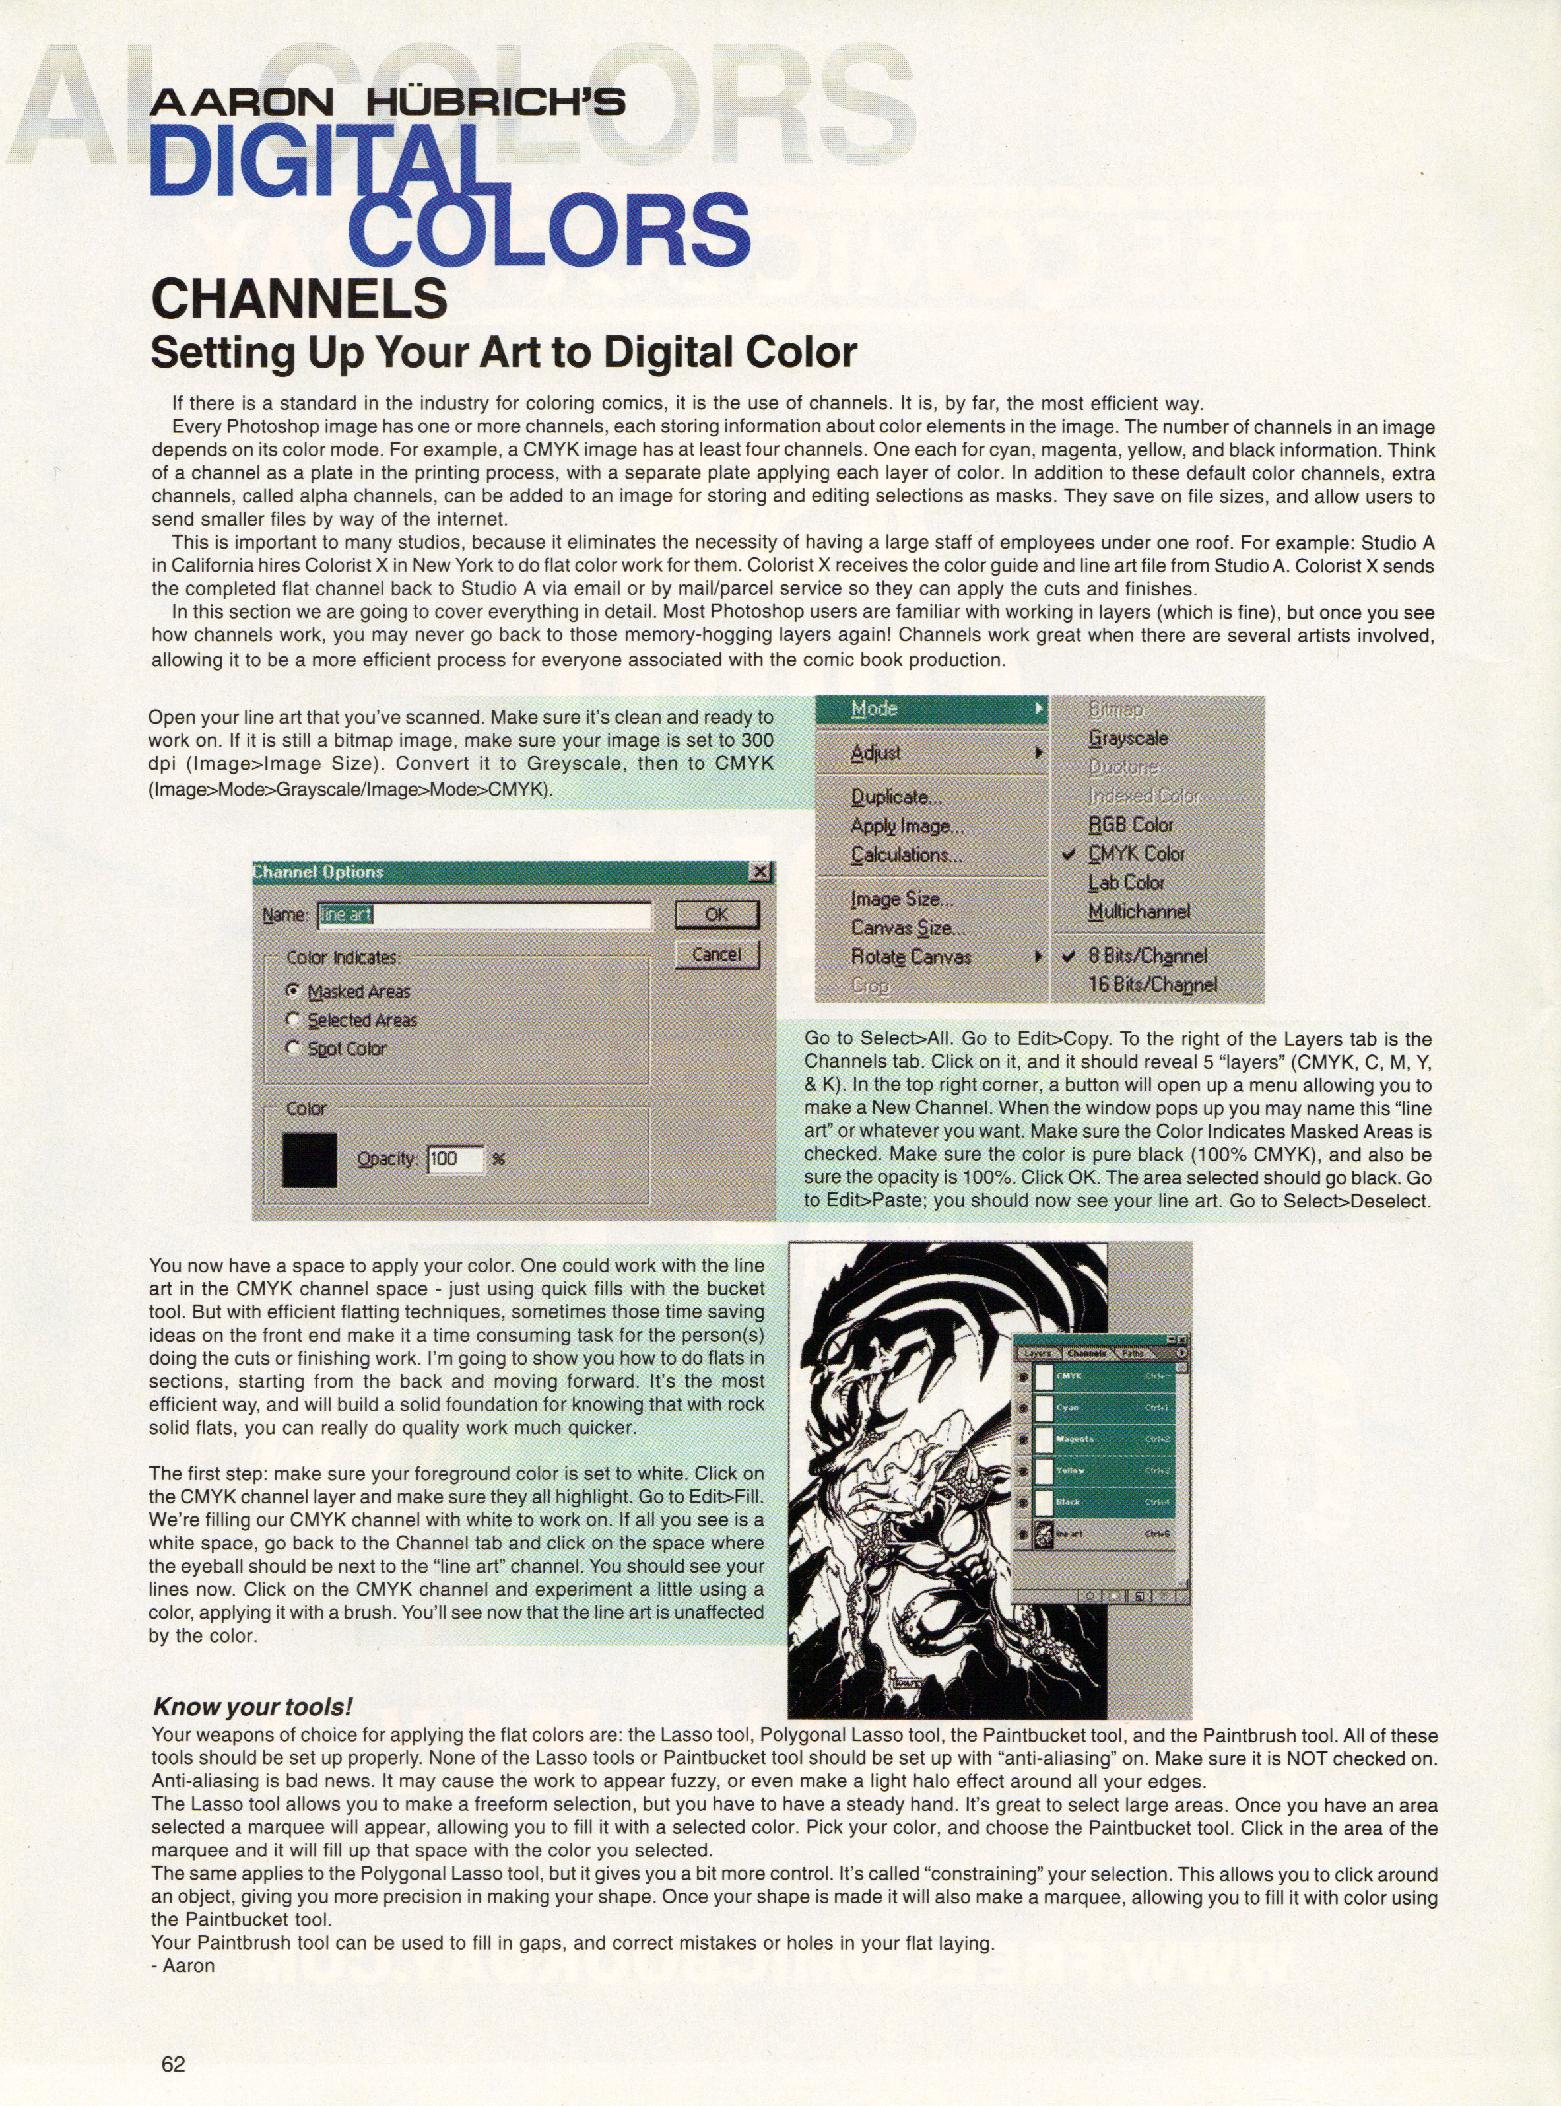 AL COLORS
AARON HÜBRICH'S
DIGITAL
COLORS
CHANNELS
Setting Up Your Art to Digital Color
If there is a standard in the industry for coloring comics, it is the use of channels. It is, by far, the most efficient way.
Every Photoshop image has one or more channels, each storing information about color elements in the image. The number of channels in an image
depends on its color mode. For example, a CMYK image has at least four channels. One each for cyan, magenta, yellow, and black information. Think
of a channel as a plate in the printing process, with a separate plate applying each layer of color. In addition to these default color channels, extra
channels, called alpha channels, can be added to an image for storing and editing selections as masks. They save on file sizes, and allow users to
send smaller files by way of the internet.
This is important to many studios, because it eliminates the necessity of having a large staff of employees under one roof. For example: Studio A
in California hires Colorist X in New York to do flat color work for them. Colorist X receives the color guide and line art file from Studio A. Colorist X sends
the completed flat channel back to Studio A via email or by mail/parcel service so they can apply the cuts and finishes.
In this section we are going to cover everything in detail. Most Photoshop users are familiar with working in layers (which is fine), but once you see
how channels work, you may never go back to those memory-hogging layers again! Channels work great when there are several artists involved,
allowing it to be a more efficient process for everyone associated with the comic book production.
Open your line art that you've scanned. Make sure it's clean and ready to
work on. If it is still a bitmap image, make sure your image is set to 300
dpi (Image>Image Size). Convert it to Greyscale, then to CMYK
(Image>Mode>Grayscale/Image>Mode>CMYK).
Mode
Adjust
Duplicate...
Apply Image...
Calculations...
Image Size...
Canvas Size...
Rotate Canvas
Crop
Bitmap
Grayscale
Duotone
Indexed Color
RGB Color
CMYK Color
Lab Color
Multichannel
8 Bits/Channel
16 Bits/Channel
Channel Options
Name: line art
OK
Cancel
Color Indicates:
Masked Areas
Selected Areas
Spot Color
Color
Opacity: 100 %
Go to Select>All. Go to Edit>Copy. To the right of the Layers tab is the
Channels tab. Click on it, and it should reveal 5 “layers” (CMYK, C, M, Y,
& K). In the top right corner, a button will open up a menu allowing you to
make a New Channel. When the window pops up you may name this “line
art” or whatever you want. Make sure the Color Indicates Masked Areas is
checked. Make sure the color is pure black (100% CMYK), and also be
sure the opacity is 100%. Click OK. The area selected should go black. Go
to Edit>Paste; you should now see your line art. Go to Select>Deselect.
You now have a space to apply your color. One could work with the line
art in the CMYK channel space - just using quick fills with the bucket
tool. But with efficient flatting techniques, sometimes those time saving
ideas on the front end make it a time consuming task for the person(s)
doing the cuts or finishing work. I'm going to show you how to do flats in
sections, starting from the back and moving forward. It's the most
efficient way, and will build a solid foundation for knowing that with rock
solid flats, you can really do quality work much quicker.
The first step: make sure your foreground color is set to white. Click on
the CMYK channel layer and make sure they all highlight. Go to Edit>Fill.
We're filling our CMYK channel with white to work on. If all you see is a
white space, go back to the Channel tab and click on the space where
the eyeball should be next to the “line art” channel. You should see your
lines now. Click on the CMYK channel and experiment a little using a
color, applying it with a brush. You'll see now that the line art is unaffected
by the color.
Layers Channels Paths
CMYK Ctrl+~
Cyan Ctrl+1
Magenta Ctrl+2
Yellow Ctrl+3
Black Ctrl+4
line art
Know your tools!
Your weapons of choice for applying the flat colors are: the Lasso tool, Polygonal Lasso tool, the Paintbucket tool, and the Paintbrush tool. All of these
tools should be set up properly. None of the Lasso tools or Paintbucket tool should be set up with “anti-aliasing” on. Make sure it is NOT checked on.
Anti-aliasing is bad news. It may cause the work to appear fuzzy, or even make a light halo effect around all your edges.
The Lasso tool allows you to make a freeform selection, but you have to have a steady hand. It's great to select large areas. Once you have an area
selected a marquee will appear, allowing you to fill it with a selected color. Pick your color, and choose the Paintbucket tool. Click in the area of the
marquee and it will fill up that space with the color you selected.
The same applies to the Polygonal Lasso tool, but it gives you a bit more control. It's called “constraining” your selection. This allows you to click around
an object, giving you more precision in making your shape. Once your shape is made it will also make a marquee, allowing you to fill it with color using
the Paintbucket tool.
Your Paintbrush tool can be used to fill in gaps, and correct mistakes or holes in your flat laying.
- Aaron
62